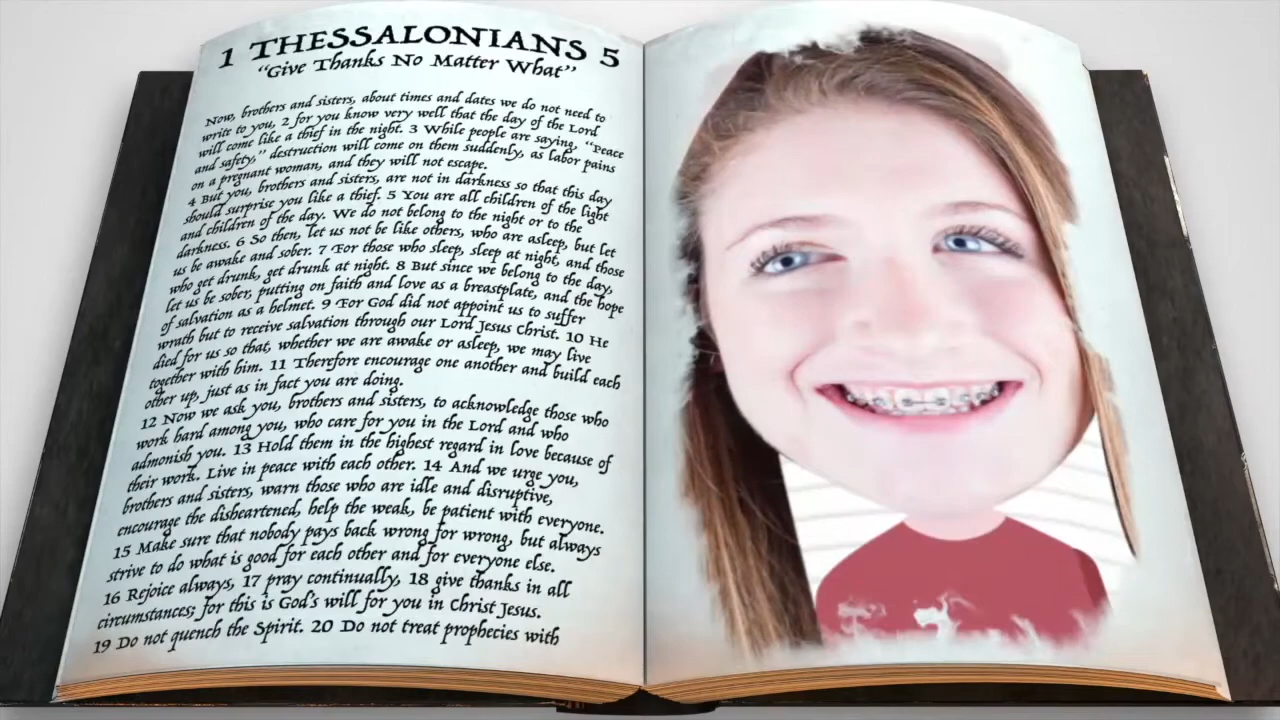 1 THESSALONIANS 5
“Give Thanks No Matter What”
Now, brothers and sisters, about times and dates we do not need to
write to you, 2 for you know very well that the day of the Lord
will come like a thief in the night. 3 While people are saying, “Peace
and safety,” destruction will come on them suddenly, as labor pains
on a pregnant woman, and they will not escape.
4 But you, brothers and sisters, are not in darkness so that this day
should surprise you like a thief. 5 You are all children of the light
and children of the day. We do not belong to the night or to the
darkness. 6 So then, let us not be like others, who are asleep, but let
us be awake and sober. 7 For those who sleep, sleep at night, and those
who get drunk, get drunk at night. 8 But since we belong to the day,
let us be sober, putting on faith and love as a breastplate, and the hope
of salvation as a helmet. 9 For God did not appoint us to suffer
wrath but to receive salvation through our Lord Jesus Christ. 10 He
died for us so that, whether we are awake or asleep, we may live
together with him. 11 Therefore encourage one another and build each
other up, just as in fact you are doing.
12 Now we ask you, brothers and sisters, to acknowledge those who
work hard among you, who care for you in the Lord and who
admonish you. 13 Hold them in the highest regard in love because of
their work. Live in peace with each other. 14 And we urge you,
brothers and sisters, warn those who are idle and disruptive,
encourage the disheartened, help the weak, be patient with everyone.
15 Make sure that nobody pays back wrong for wrong, but always
strive to do what is good for each other and for everyone else.
16 Rejoice always, 17 pray continually, 18 give thanks in all
circumstances; for this is God's will for you in Christ Jesus.
19 Do not quench the Spirit. 20 Do not treat prophecies with